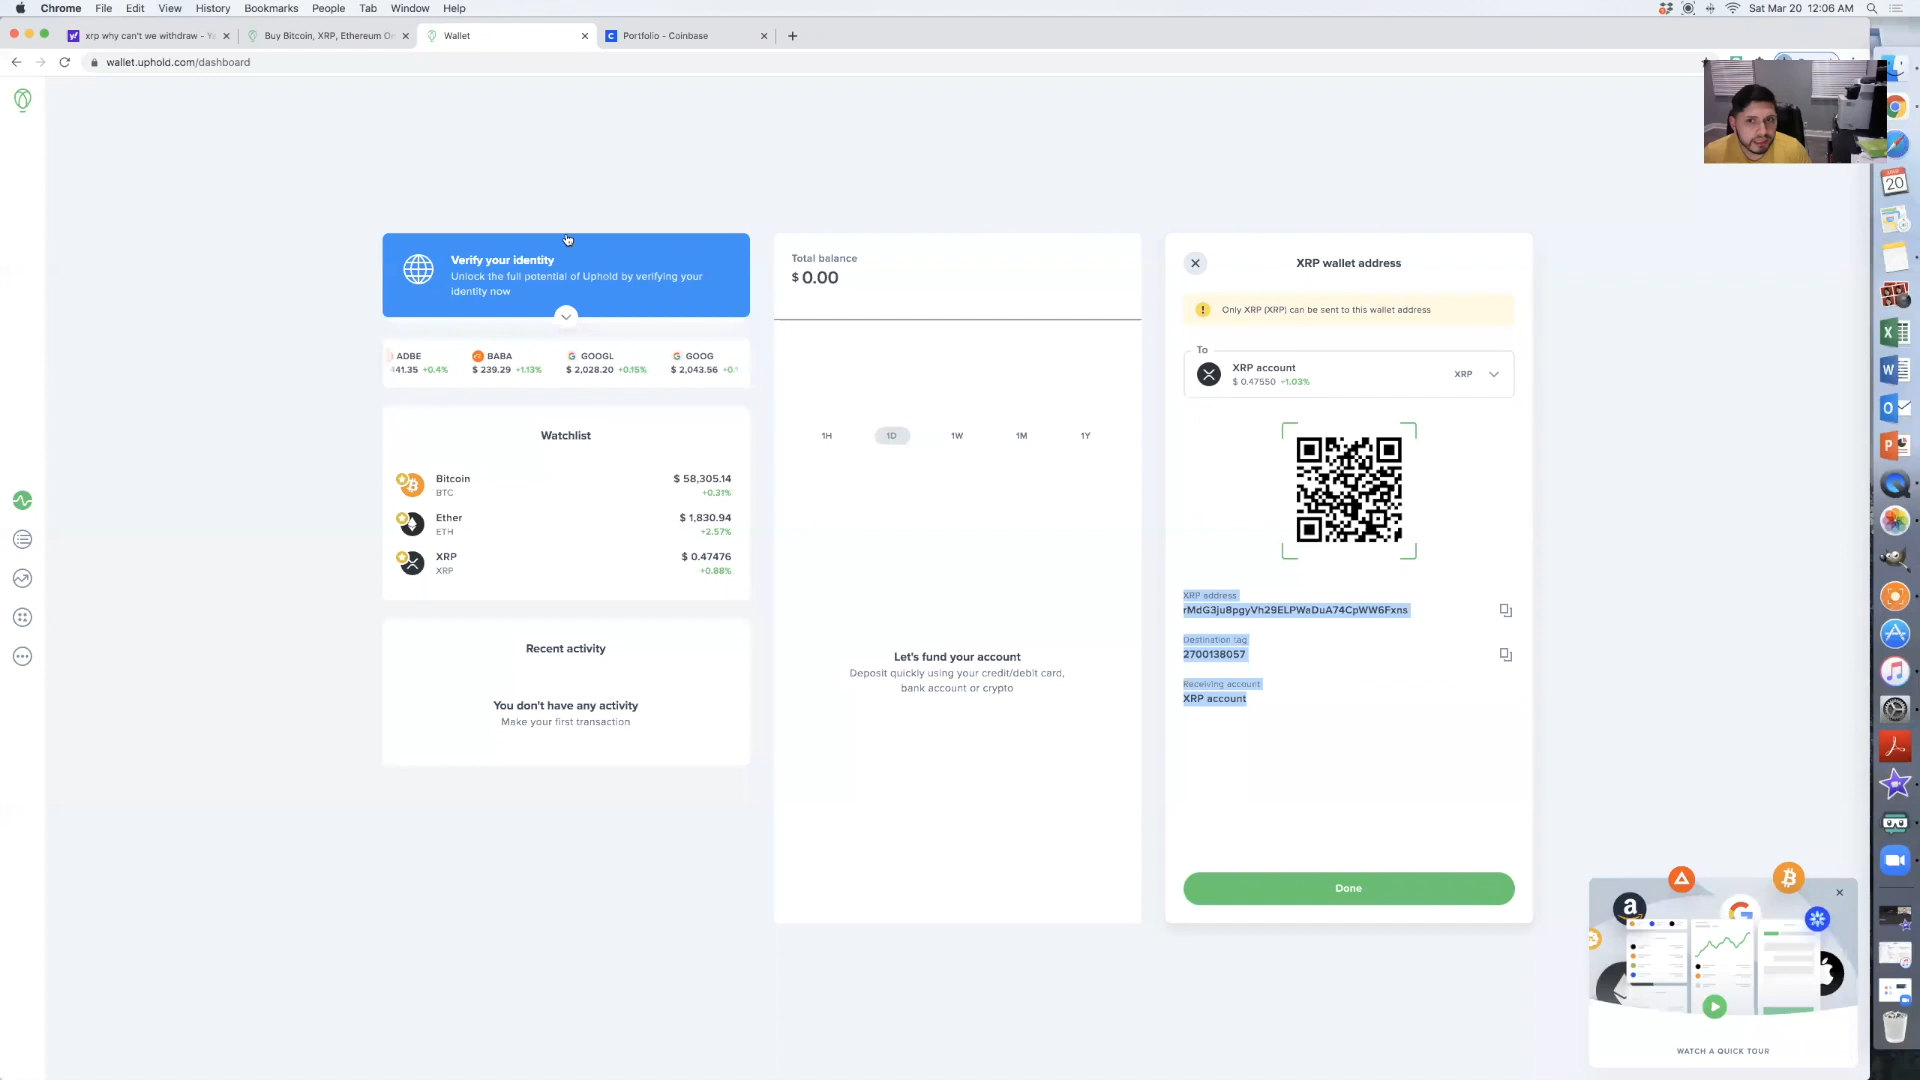 Chrome File Edit View History Bookmarks People Tab Window Help
Sat Mar 20 12:06 AM
xrp why can't we withdraw - Y
Buy Bitcoin, XRP, Ethereum O
Wallet
Portfolio - Coinbase
wallet.uphold.com/dashboard
Verify your identity
Unlock the full potential of Uphold by verifying your
identity now
ADBE BABA GOOGL GOOG
441.35 +0.4% $ 239.29 +1.13% $ 2,028.20 +0.15% $ 2,043.56 +0.1
Watchlist
Bitcoin $ 58,305.14
BTC +0.31%
Ether $ 1,830.94
ETH +2.57%
XRP $ 0.47476
XRP +0.88%
Recent activity
You don't have any activity
Make your first transaction
Total balance
$ 0.00
1H 1D 1W 1M 1Y
Let's fund your account
Deposit quickly using your credit/debit card,
bank account or crypto
XRP wallet address
Only XRP (XRP) can be sent to this wallet address
To
XRP account
XRP
$ 0.47550 +1.03%
XRP address
rMdG3ju8pgyVh29ELPWaDuA74CpWW6Fxns
Destination tag
2700138057
Receiving account
XRP account
Done
WATCH A QUICK TOUR
20